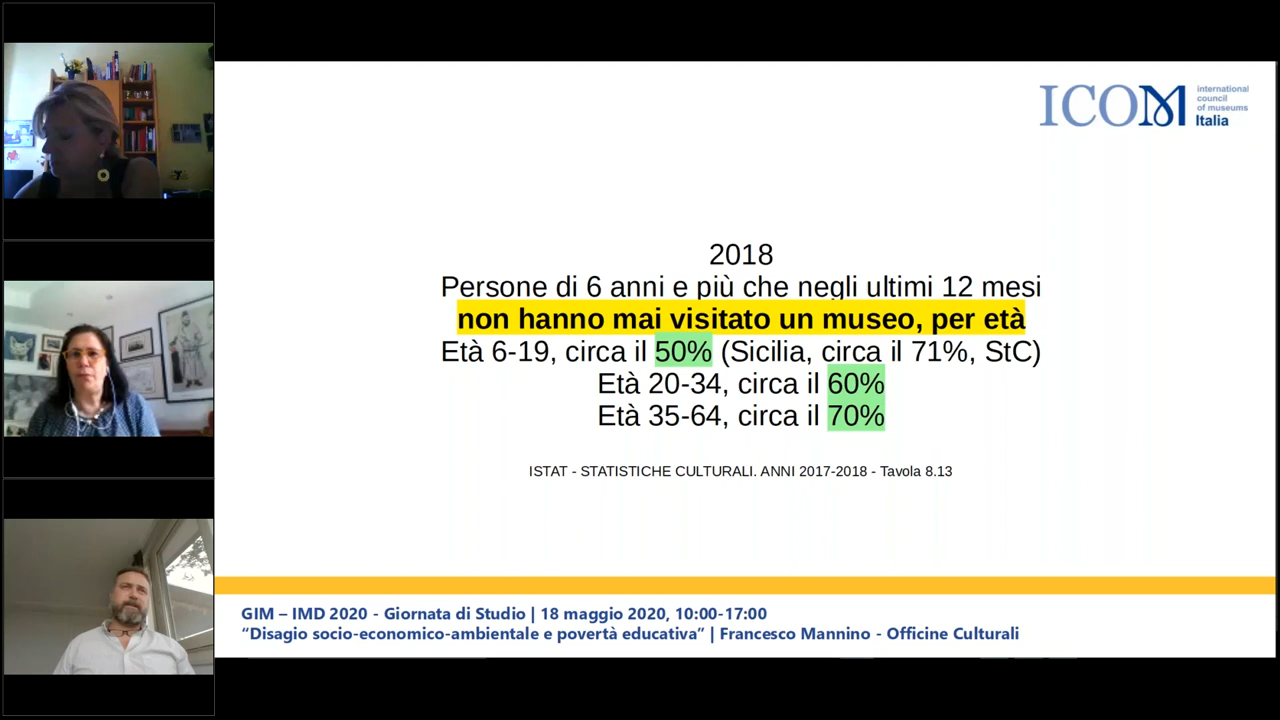 ICOM
international
council
of museums
Italia
2018
Persone di 6 anni e più che negli ultimi 12 mesi
non hanno mai visitato un museo, per età
Età 6-19, circa il 50% (Sicilia, circa il 71%, StC)
Età 20-34, circa il 60%
Età 35-64, circa il 70%
ISTAT - STATISTICHE CULTURALI. ANNI 2017-2018 - Tavola 8.13
GIM – IMD 2020 - Giornata di Studio | 18 maggio 2020, 10:00-17:00
“Disagio socio-economico-ambientale e povertà educativa” | Francesco Mannino - Officine Culturali